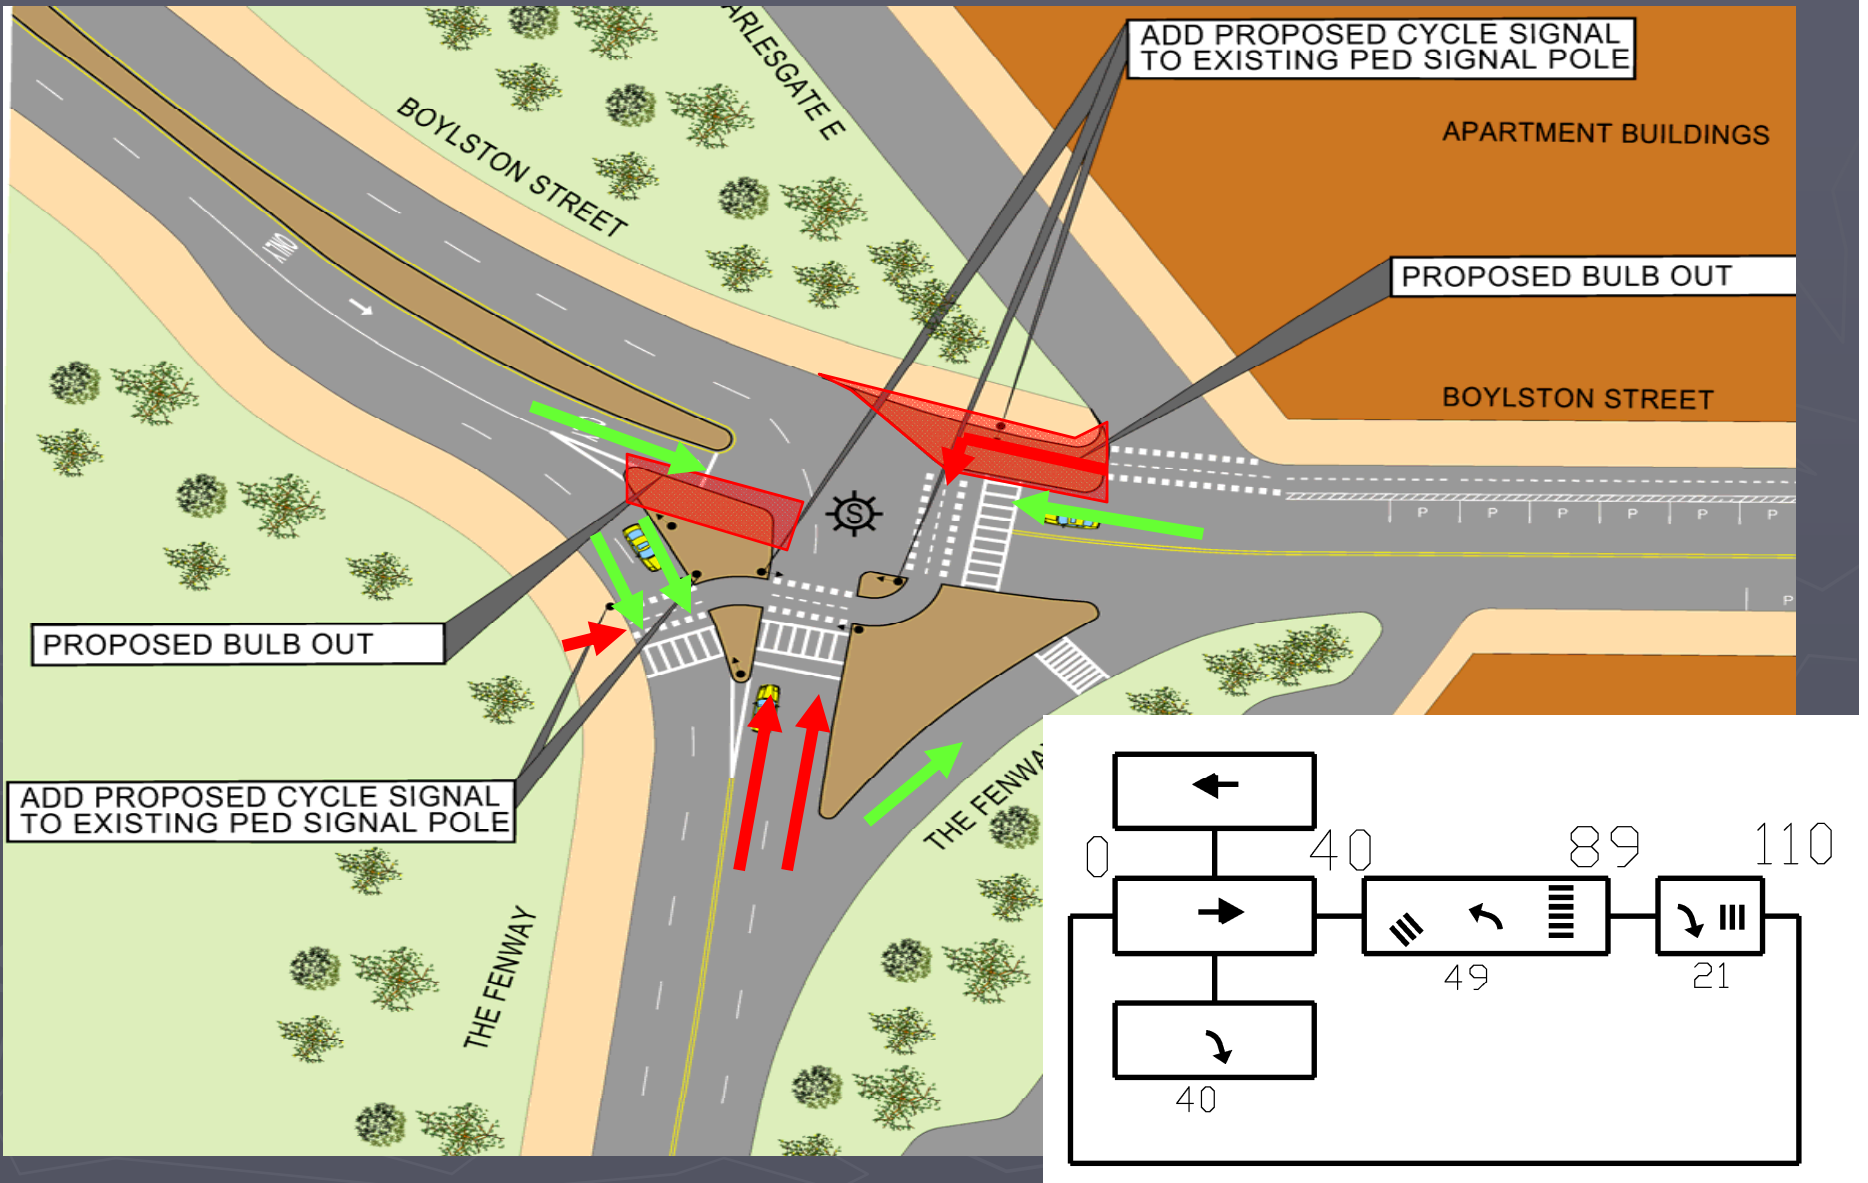 ARLESGATE E
ADD PROPOSED CYCLE SIGNAL
TO EXISTING PED SIGNAL POLE
BOYLSTON STREET
APARTMENT BUILDINGS
ONLY
PROPOSED BULB OUT
BOYLSTON STREET
P P P P P P
S
P
PROPOSED BULB OUT
ADD PROPOSED CYCLE SIGNAL
TO EXISTING PED SIGNAL POLE
THE FENWA
THE FENWAY
0 40 89 110
49 21
40